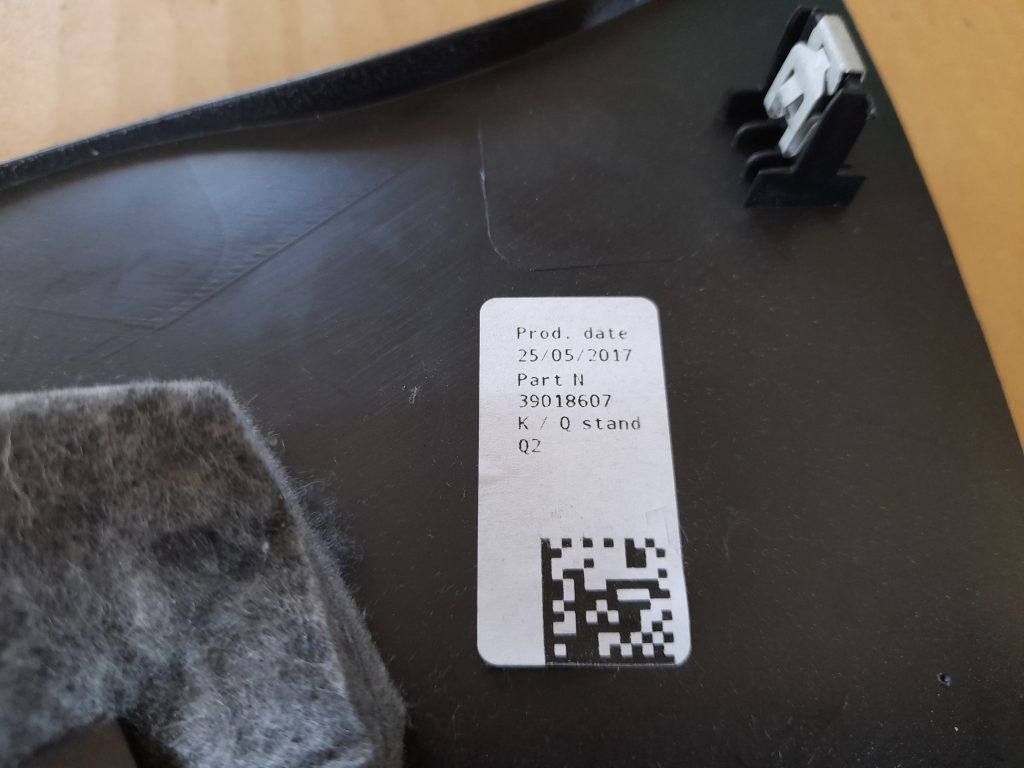 Prod. date
25/05/2017
Part N
39018607
K / Q stand
Q2